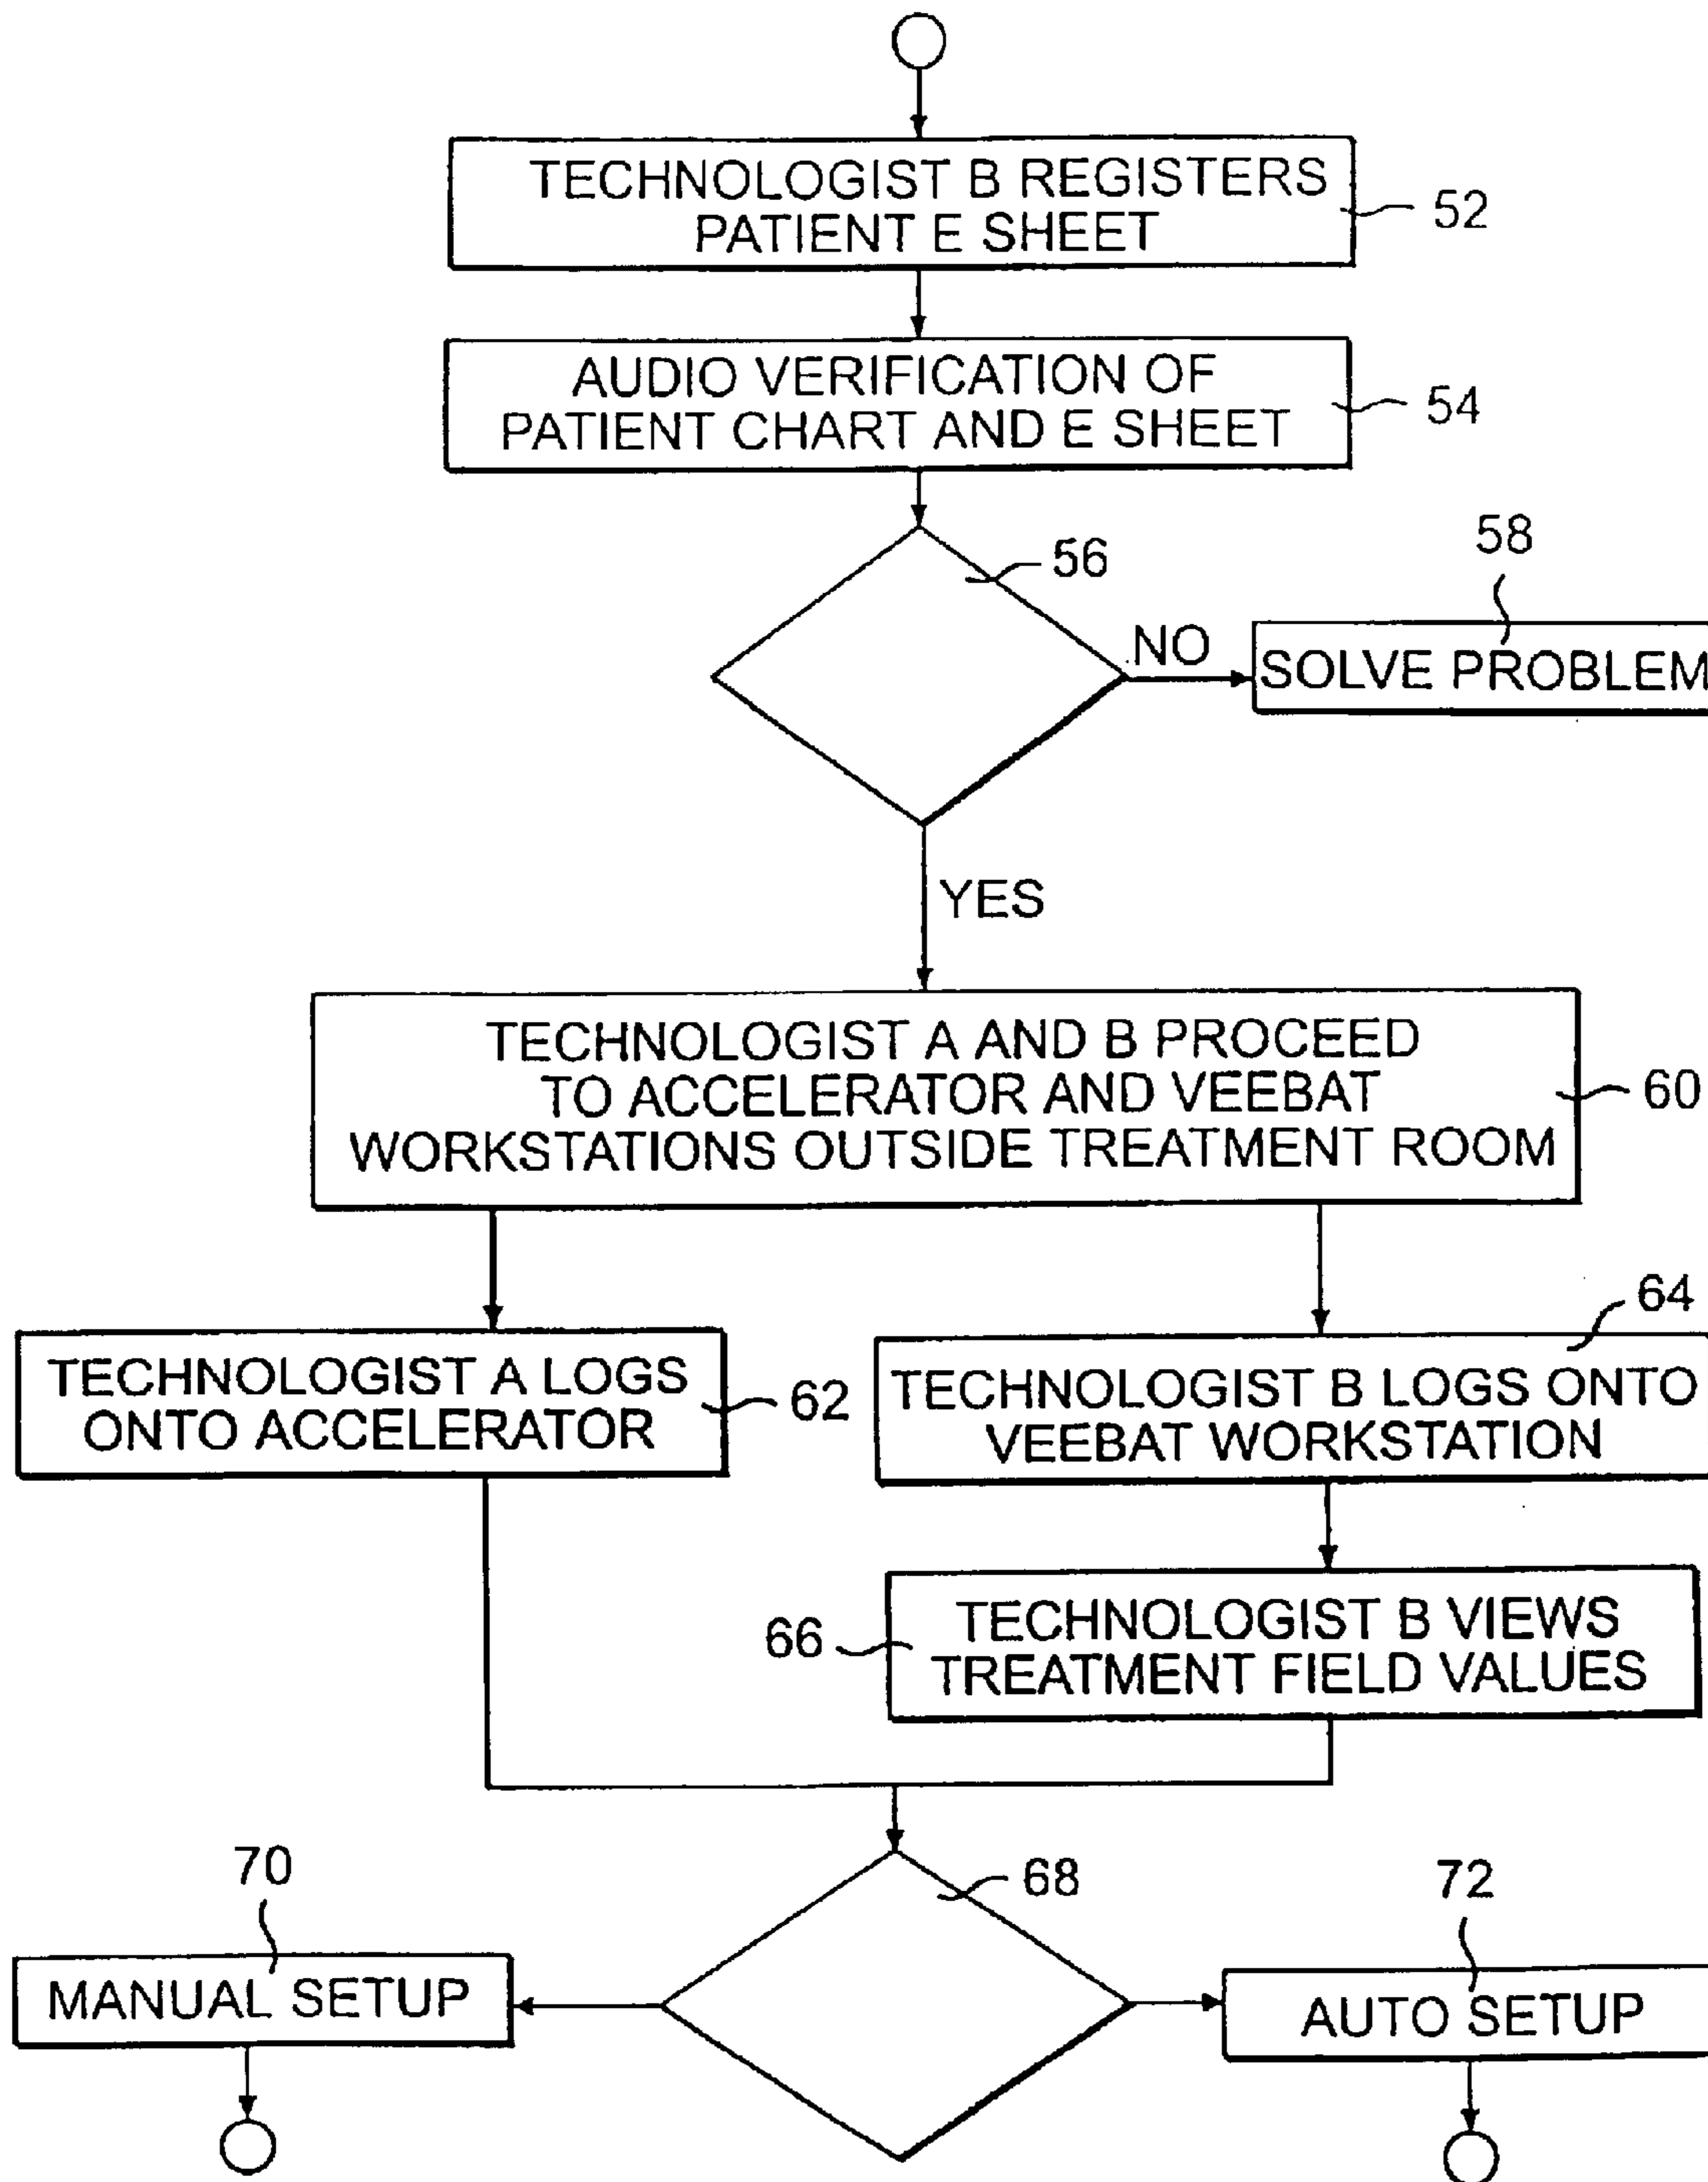 TECHNOLOGIST B REGISTERS
PATIENT E SHEET
52
AUDIO VERIFICATION OF
PATIENT CHART AND E SHEET
54
56
58
NO
SOLVE PROBLEM
YES
TECHNOLOGIST A AND B PROCEED
TO ACCELERATOR AND VEEBAT
WORKSTATIONS OUTSIDE TREATMENT ROOM
60
TECHNOLOGIST A LOGS
ONTO ACCELERATOR
62
64
TECHNOLOGIST B LOGS ONTO
VEEBAT WORKSTATION
66
TECHNOLOGIST B VIEWS
TREATMENT FIELD VALUES
68
70
MANUAL SETUP
72
AUTO SETUP